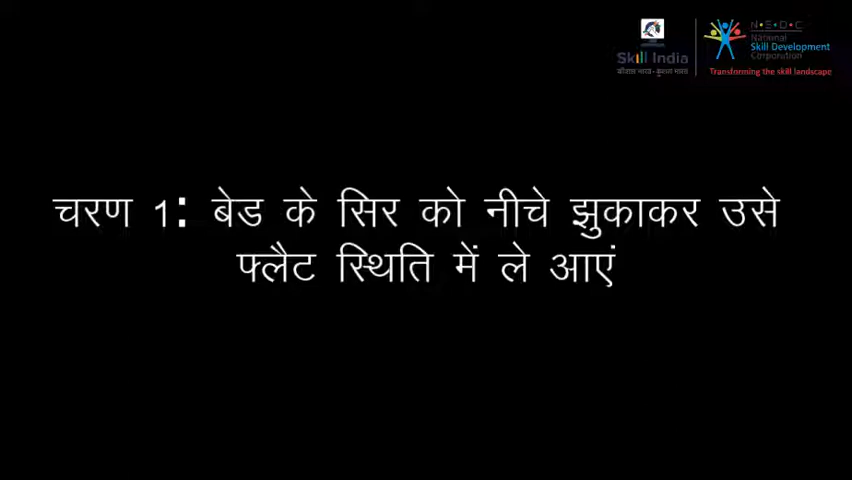 Skill India
कौशल भारत - कुशल भारत
N·S·D·C
National
Skill Development
Corporation
Transforming the skill landscape
चरण 1: बेड के सिर को नीचे झुकाकर उसे
फ्लैट स्थिति में ले आएं